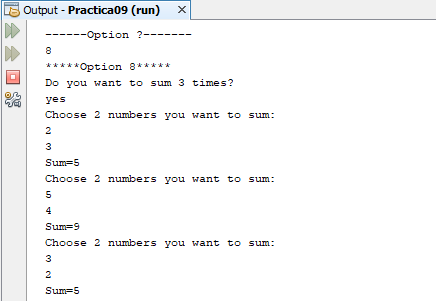 Output - Practica09 (run) ×
------Option ?-------
8
*****Option 8*****
Do you want to sum 3 times?
yes
Choose 2 numbers you want to sum:
2
3
Sum=5
Choose 2 numbers you want to sum:
5
4
Sum=9
Choose 2 numbers you want to sum:
3
2
Sum=5